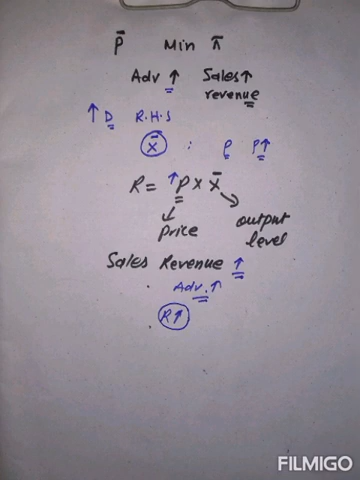 P̄ Min π̄
Adv ↑ Sales ↑
revenue
↑ D R.H.S
X̄ : P P↑
R = ↑P x X̄
price output
level
Sales Revenue ↑
Adv. ↑
R↑
FILMIGO